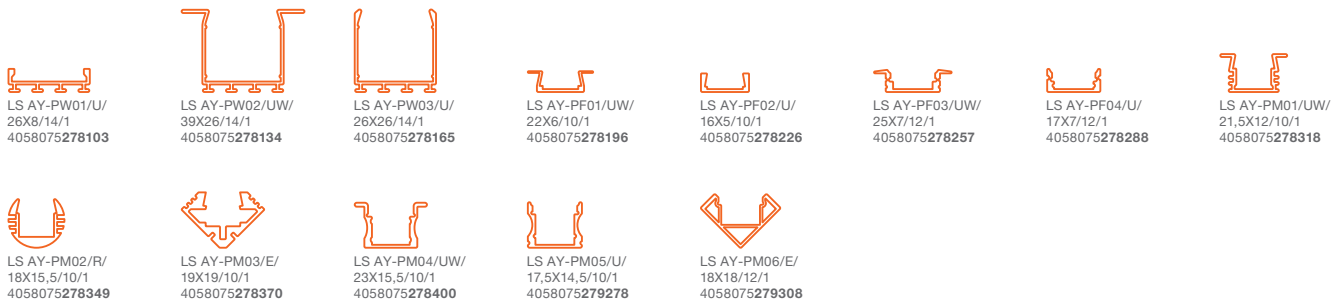 LS AY-PW01/U/
26X8/14/1
4058075278103
LS AY-PW02/UW/
39X26/14/1
4058075278134
LS AY-PW03/U/
26X26/14/1
4058075278165
LS AY-PF01/UW/
22X6/10/1
4058075278196
LS AY-PF02/U/
16X5/10/1
4058075278226
LS AY-PF03/UW/
25X7/12/1
4058075278257
LS AY-PF04/U/
17X7/12/1
4058075278288
LS AY-PM01/UW/
21,5X12/10/1
4058075278318
LS AY-PM02/R/
18X15,5/10/1
4058075278349
LS AY-PM03/E/
19X19/10/1
4058075278370
LS AY-PM04/UW/
23X15,5/10/1
4058075278400
LS AY-PM05/U/
17,5X14,5/10/1
4058075279278
LS AY-PM06/E/
18X18/12/1
4058075279308